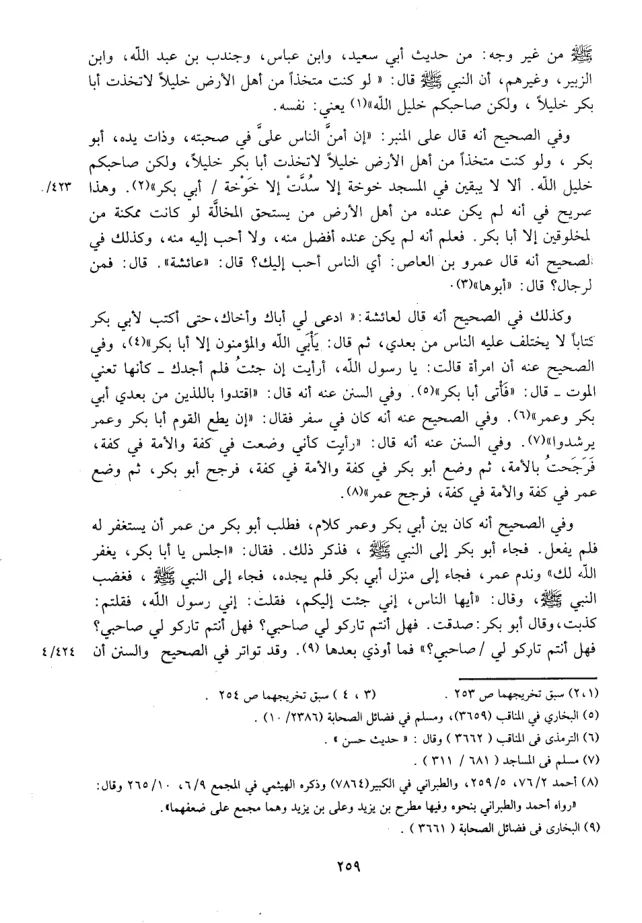 ﷺ من غير وجه: من حديث أبي سعيد، وابن عباس، وجندب بن عبد الله، وابن
الزبير، وغيرهم، أن النبي ﷺ قال: « لو كنت متخذاً من أهل الأرض خليلاً لاتخذت أبا
بكر خليلاً ، ولكن صاحبكم خليل الله»(١) يعني: نفسه.
وفي الصحيح أنه قال على المنبر: «إن أمنَّ الناس علىَّ في صحبته، وذات يده، أبو
بكر ، ولو كنت متخذاً من أهل الأرض خليلاً لاتخذت أبا بكر خليلاً، ولكن صاحبكم
خليل الله. ألا لا يبقين في المسجد خوخة إلا سُدَّتْ إلا خَوْخة / أبي بكر»(٢). وهذا ٤٢٣/.
صريح في أنه لم يكن عنده من أهل الأرض من يستحق المخالَّة لو كانت ممكنة من
لمخلوقين إلا أبا بكر. فعلم أنه لم يكن عنده أفضل منه، ولا أحب إليه منه، وكذلك في
لصحيح أنه قال عمرو بن العاص: أي الناس أحب إليك؟ قال: «عائشة». قال: فمن
لرجال؟ قال: «أبوها»(٣).
وكذلك في الصحيح أنه قال لعائشة:« ادعى لي أباك وأخاك،حتى أكتب لأبي بكر
كتاباً لا يختلف عليه الناس من بعدي، ثم قال: يَأْبَي الله والمؤمنون إلا أبا بكر»(٤)، وفي
الصحيح عنه أن امرأة قالت: يا رسول الله، أرأيت إن جئتُ فلم أجدك ـ كأنها تعني
الموت ـ قال: «فَأْتى أبا بكر»(٥). وفي السنن عنه أنه قال: «اقتدوا باللذين من بعدي أبي
بكر وعمر»(٦). وفي الصحيح عنه أنه كان في سفر فقال: «إن يطع القوم أبا بكر وعمر
يرشدوا»(٧). وفي السنن عنه أنه قال: «رأيت كأني وضعت في كفة والأمة في كفة،
فَرَجَحتُ بالأمة، ثم وضع أبو بكر في كفة والأمة في كفة، فرجح أبو بكر، ثم وضع
عمر في كفة والأمة في كفة، فرجح عمر»(٨).
وفي الصحيح أنه كان بين أبي بكر وعمر كلام، فطلب أبو بكر من عمر أن يستغفر له
فلم يفعل. فجاء أبو بكر إلى النبي ﷺ ، فذكر ذلك. فقال: «اجلس يا أبا بكر، يغفر
الله لك» وندم عمر، فجاء إلى منزل أبي بكر فلم يجده، فجاء إلى النبي ﷺ ، فغضب
النبي ﷺ، وقال: «أيها الناس، إني جئت إليكم، فقلت: إني رسول الله، فقلتم:
كذبت، وقال أبو بكر: صدقت. فهل أنتم تاركو لي صاحبي؟ فهل أنتم تاركو لي صاحبي؟
فهل أنتم تاركو لي /صاحبي؟» فما أوذي بعدها (٩). وقد تواتر في الصحيح والسنن أن ٤/٤٢٤
(٢،١) سبق تخريجهما ص ٢٥٣ . (٣ ، ٤ ) سبق تخريجهما ص ٢٥٤ .
(٥) البخاري في المناقب (٣٦٥٩)، ومسلم في فضائل الصحابة (٢٣٨٦/ ١٠) .
(٦) الترمذى في المناقب ( ٣٦٦٢ ) وقال : « حديث حسن » .
(٧) مسلم في المساجد ( ٦٨١ / ٣١١ ) .
(٨) أحمد ٧٦/٢، ٢٥٩/٥، والطبراني في الكبير(٧٨٦٤) وذكره الهيثمي في المجمع ٦/٩، ٢٦٥/١٠ وقال:
«رواه أحمد والطبراني بنحوه وفيها مطرح بن يزيد وعلى بن يزيد وهما مجمع على ضعفهما».
(٩) البخارى فى فضائل الصحابة ( ٣٦٦١ ) .
٢٥٩